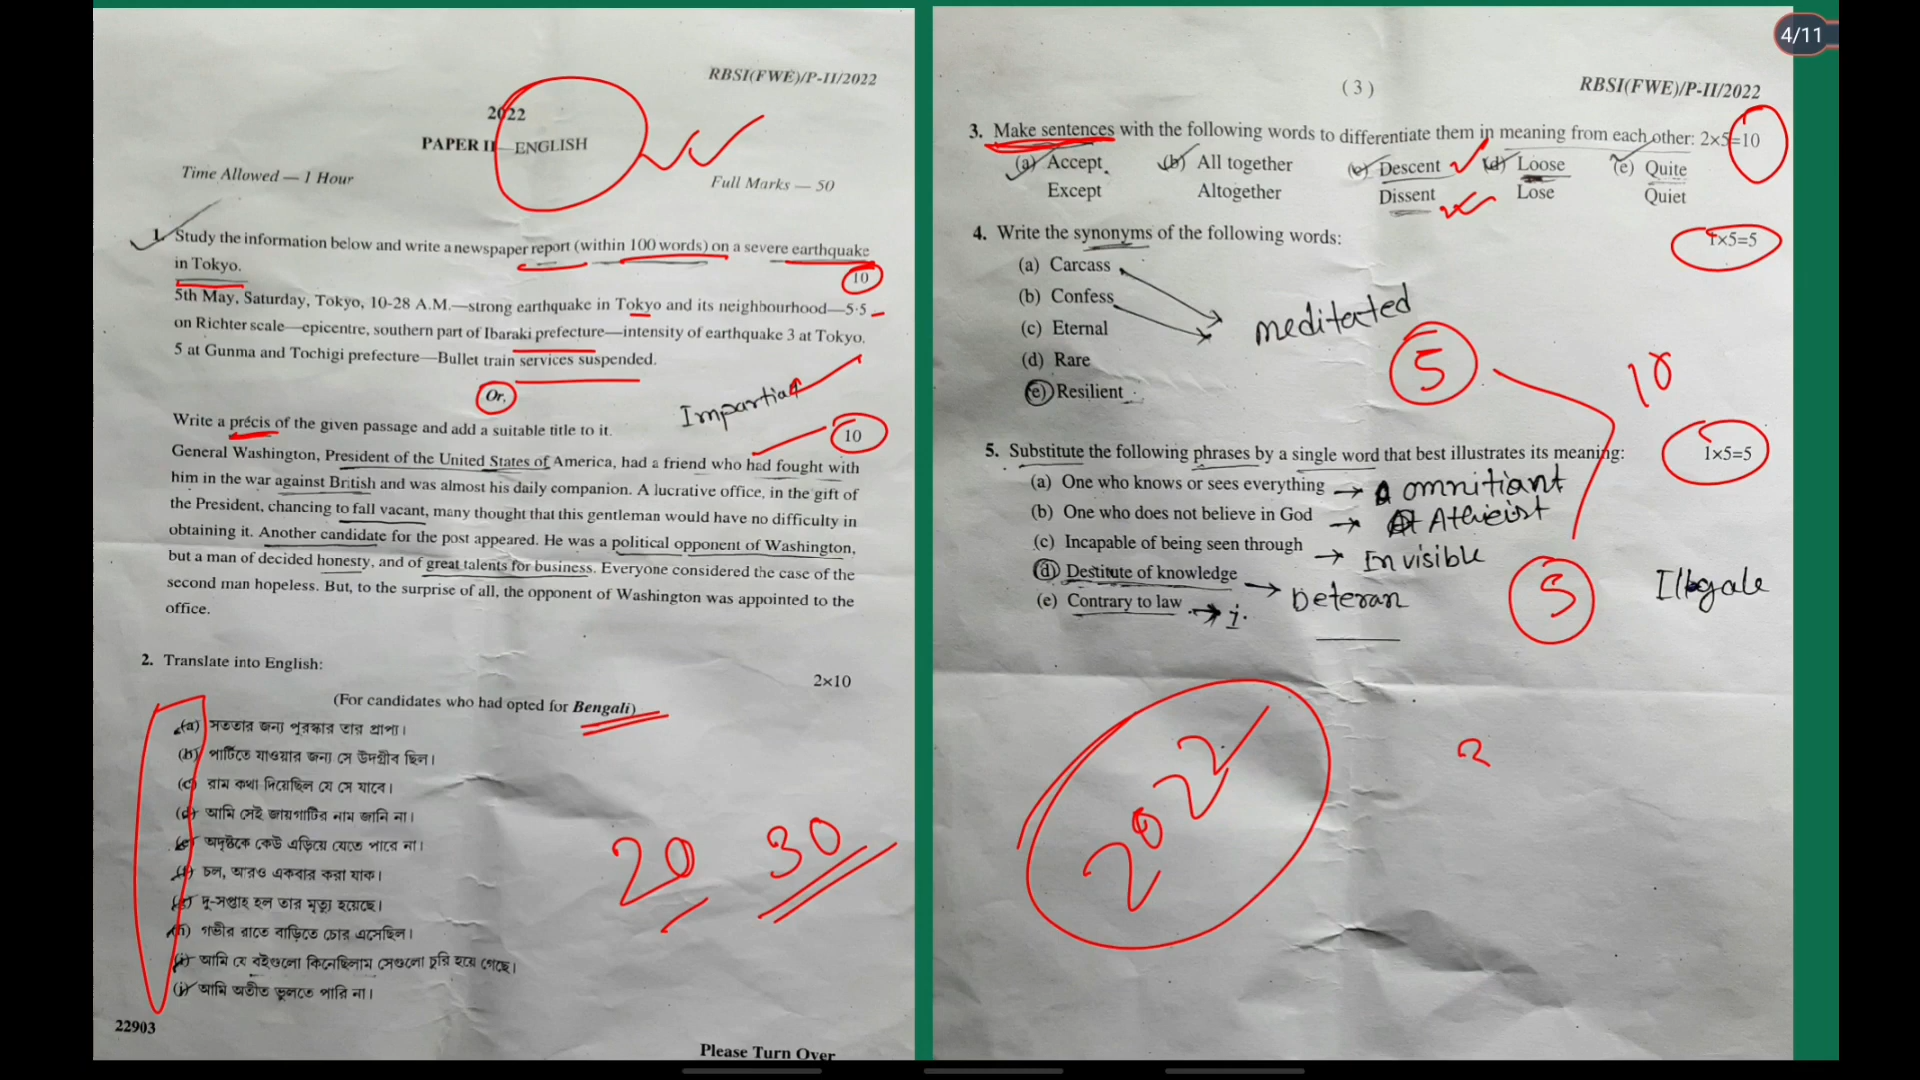 4/11
RBSI(FWE)/P-II/2022
2022
PAPER II—ENGLISH
Time Allowed — 1 Hour
Full Marks — 50
1. Study the information below and write a newspaper report (within 100 words) on a severe earthquake
in Tokyo.
10
5th May, Saturday, Tokyo, 10-28 A.M.—strong earthquake in Tokyo and its neighbourhood—5·5
on Richter scale—epicentre, southern part of Ibaraki prefecture—intensity of earthquake 3 at Tokyo.
5 at Gunma and Tochigi prefecture—Bullet train services suspended.
Or,
Write a précis of the given passage and add a suitable title to it.
10
General Washington, President of the United States of America, had a friend who had fought with
him in the war against British and was almost his daily companion. A lucrative office, in the gift of
the President, chancing to fall vacant, many thought that this gentleman would have no difficulty in
obtaining it. Another candidate for the post appeared. He was a political opponent of Washington,
but a man of decided honesty, and of great talents for business. Everyone considered the case of the
second man hopeless. But, to the surprise of all, the opponent of Washington was appointed to the
office.
2. Translate into English:
2×10
(For candidates who had opted for Bengali)
(a) সততার জন্য পুরস্কার তার প্রাপ্য।
(b) পার্টিতে যাওয়ার জন্য সে উদগ্রীব ছিল।
(c) রাম কথা দিয়েছিল যে সে যাবে।
(d) আমি সেই জায়গাটির নাম জানি না।
(e) অদৃষ্টকে কেউ এড়িয়ে যেতে পারে না।
(f) চল, আরও একবার করা যাক।
(g) দু-সপ্তাহ হল তার মৃত্যু হয়েছে।
(h) গভীর রাতে বাড়িতে চোর এসেছিল।
(i) আমি যে বইগুলো কিনেছিলাম সেগুলো চুরি হয়ে গেছে।
(j) আমি অতীত ভুলতে পারি না।
20 30
22903
Please Turn Over
(3)
RBSI(FWE)/P-II/2022
3. Make sentences with the following words to differentiate them in meaning from each other: 2×5=10
(a) Accept (b) All together (c) Descent (d) Loose (e) Quite
Except Altogether Dissent Lose Quiet
4. Write the synonyms of the following words:
1×5=5
(a) Carcass
(b) Confess
(c) Eternal
(d) Rare
(e) Resilient
meditated
5
10
5. Substitute the following phrases by a single word that best illustrates its meaning:
1×5=5
(a) One who knows or sees everything → omnitiant
(b) One who does not believe in God → Atheist
(c) Incapable of being seen through → Invisible
(d) Destitute of knowledge → Deteran
(e) Contrary to law → i.
5
2022
2